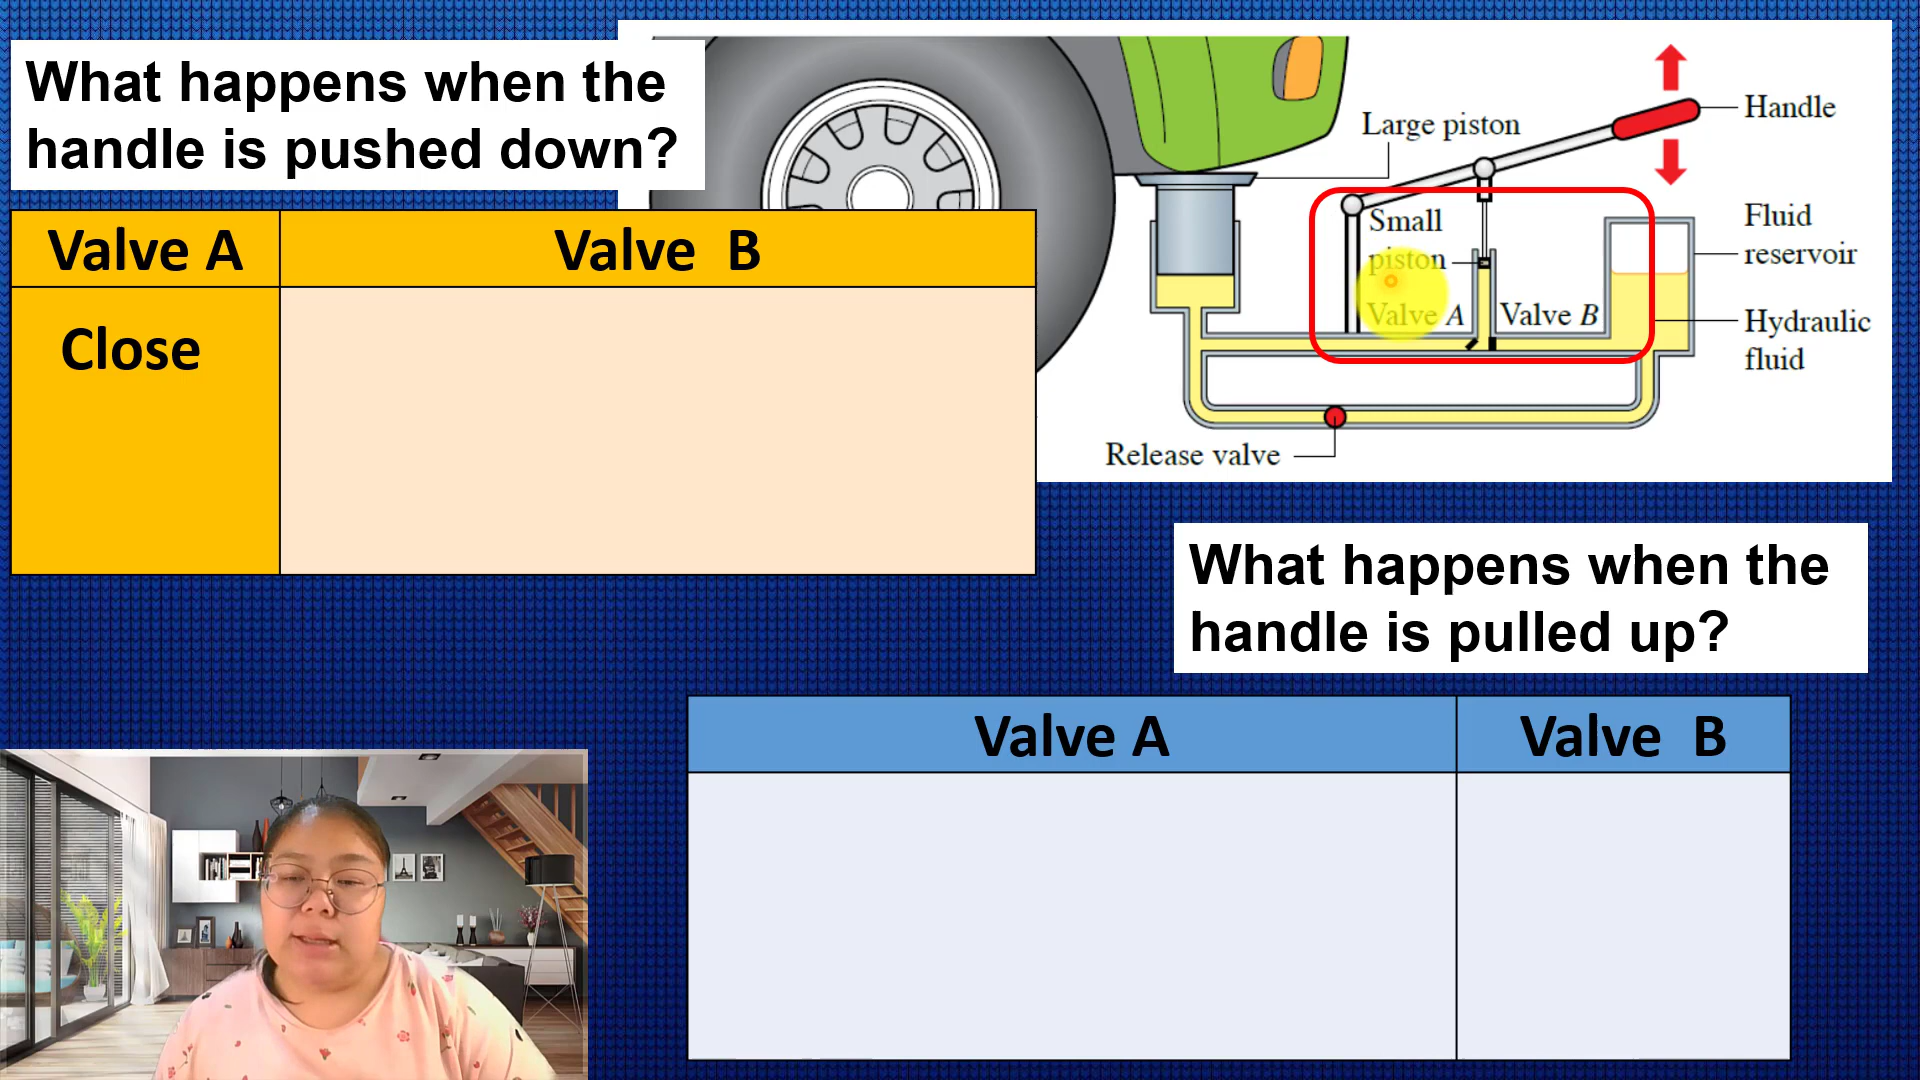 What happens when the
handle is pushed down?
Valve A
Valve B
Close
Large piston
Handle
Small
piston
Fluid
reservoir
Valve A
Valve B
Hydraulic
fluid
Release valve
What happens when the
handle is pulled up?
Valve A
Valve B